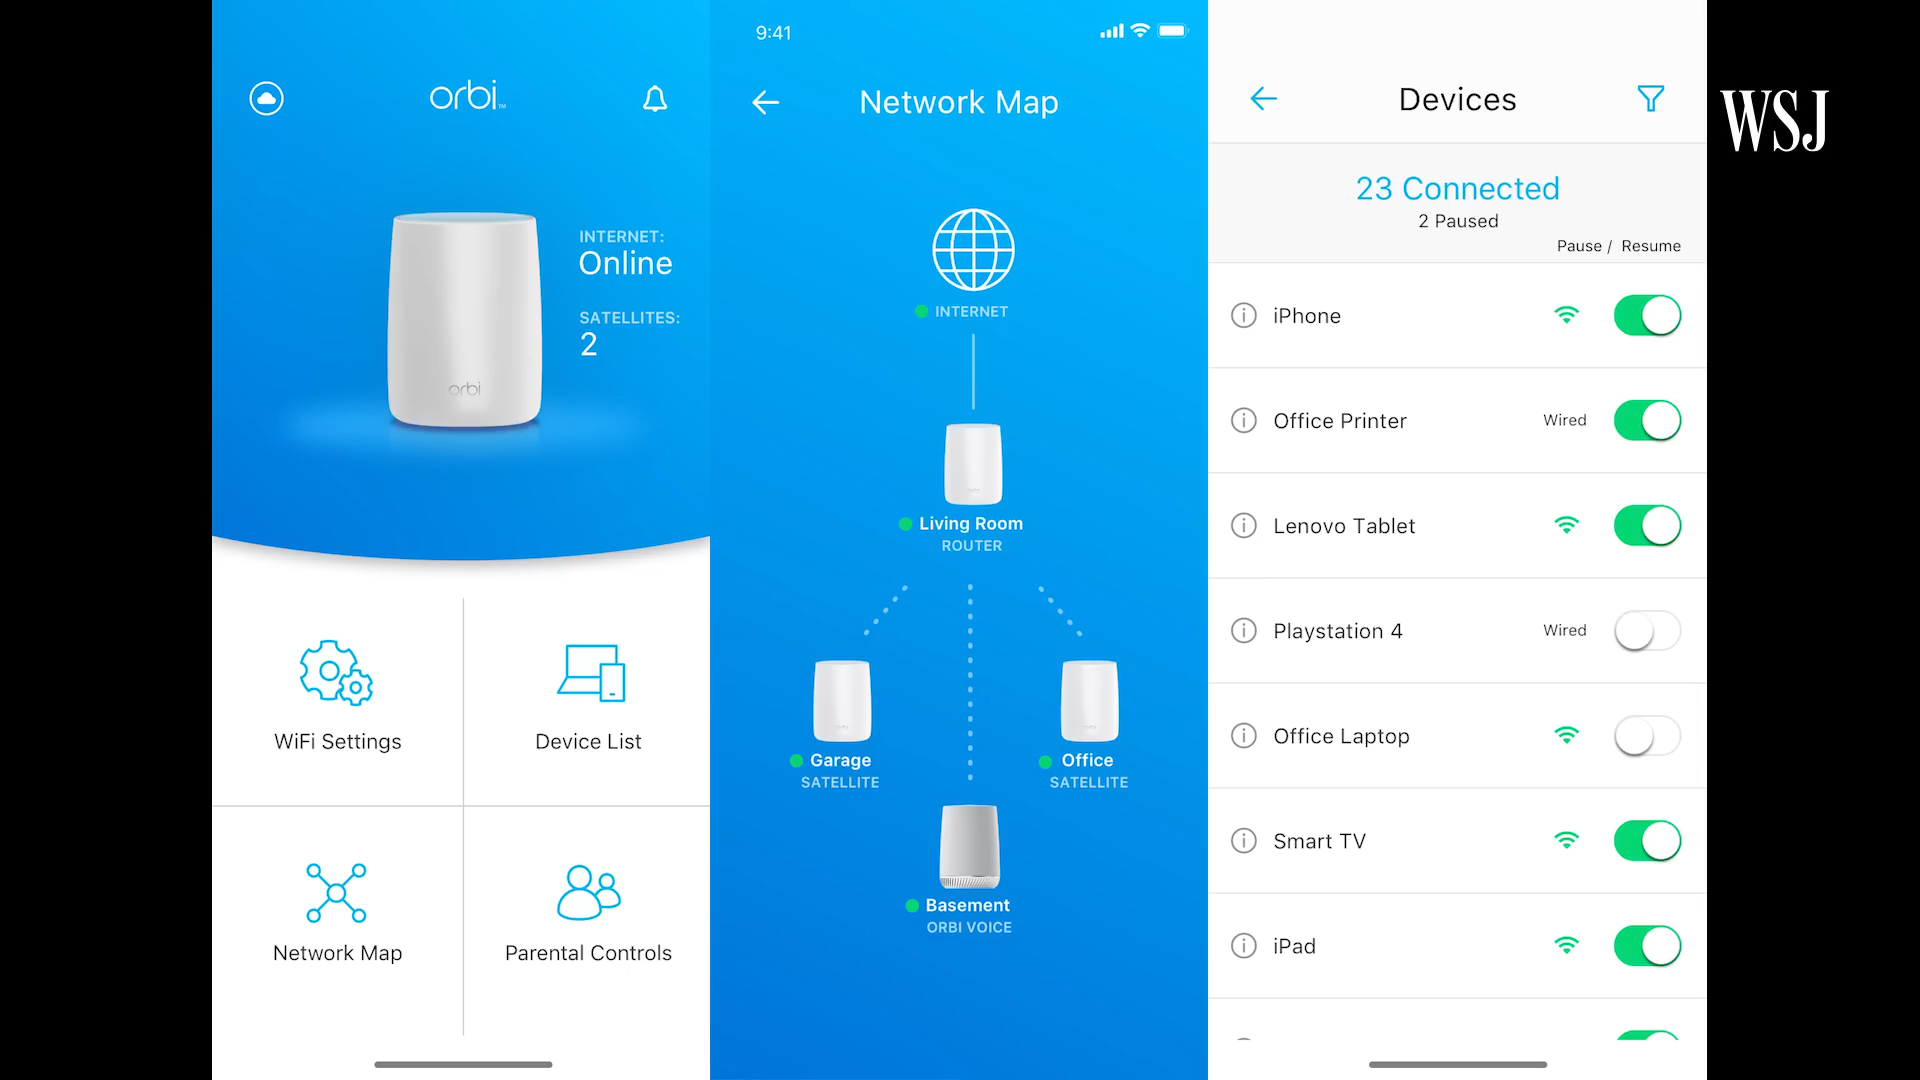 orbi™
INTERNET:
Online
SATELLITES:
2
orbi
WiFi Settings
Device List
Network Map
Parental Controls
9:41
Network Map
INTERNET
Living Room
ROUTER
Garage
SATELLITE
Office
SATELLITE
Basement
ORBI VOICE
Devices
23 Connected
2 Paused
Pause / Resume
iPhone
Office Printer Wired
Lenovo Tablet
Playstation 4 Wired
Office Laptop
Smart TV
iPad
WSJ